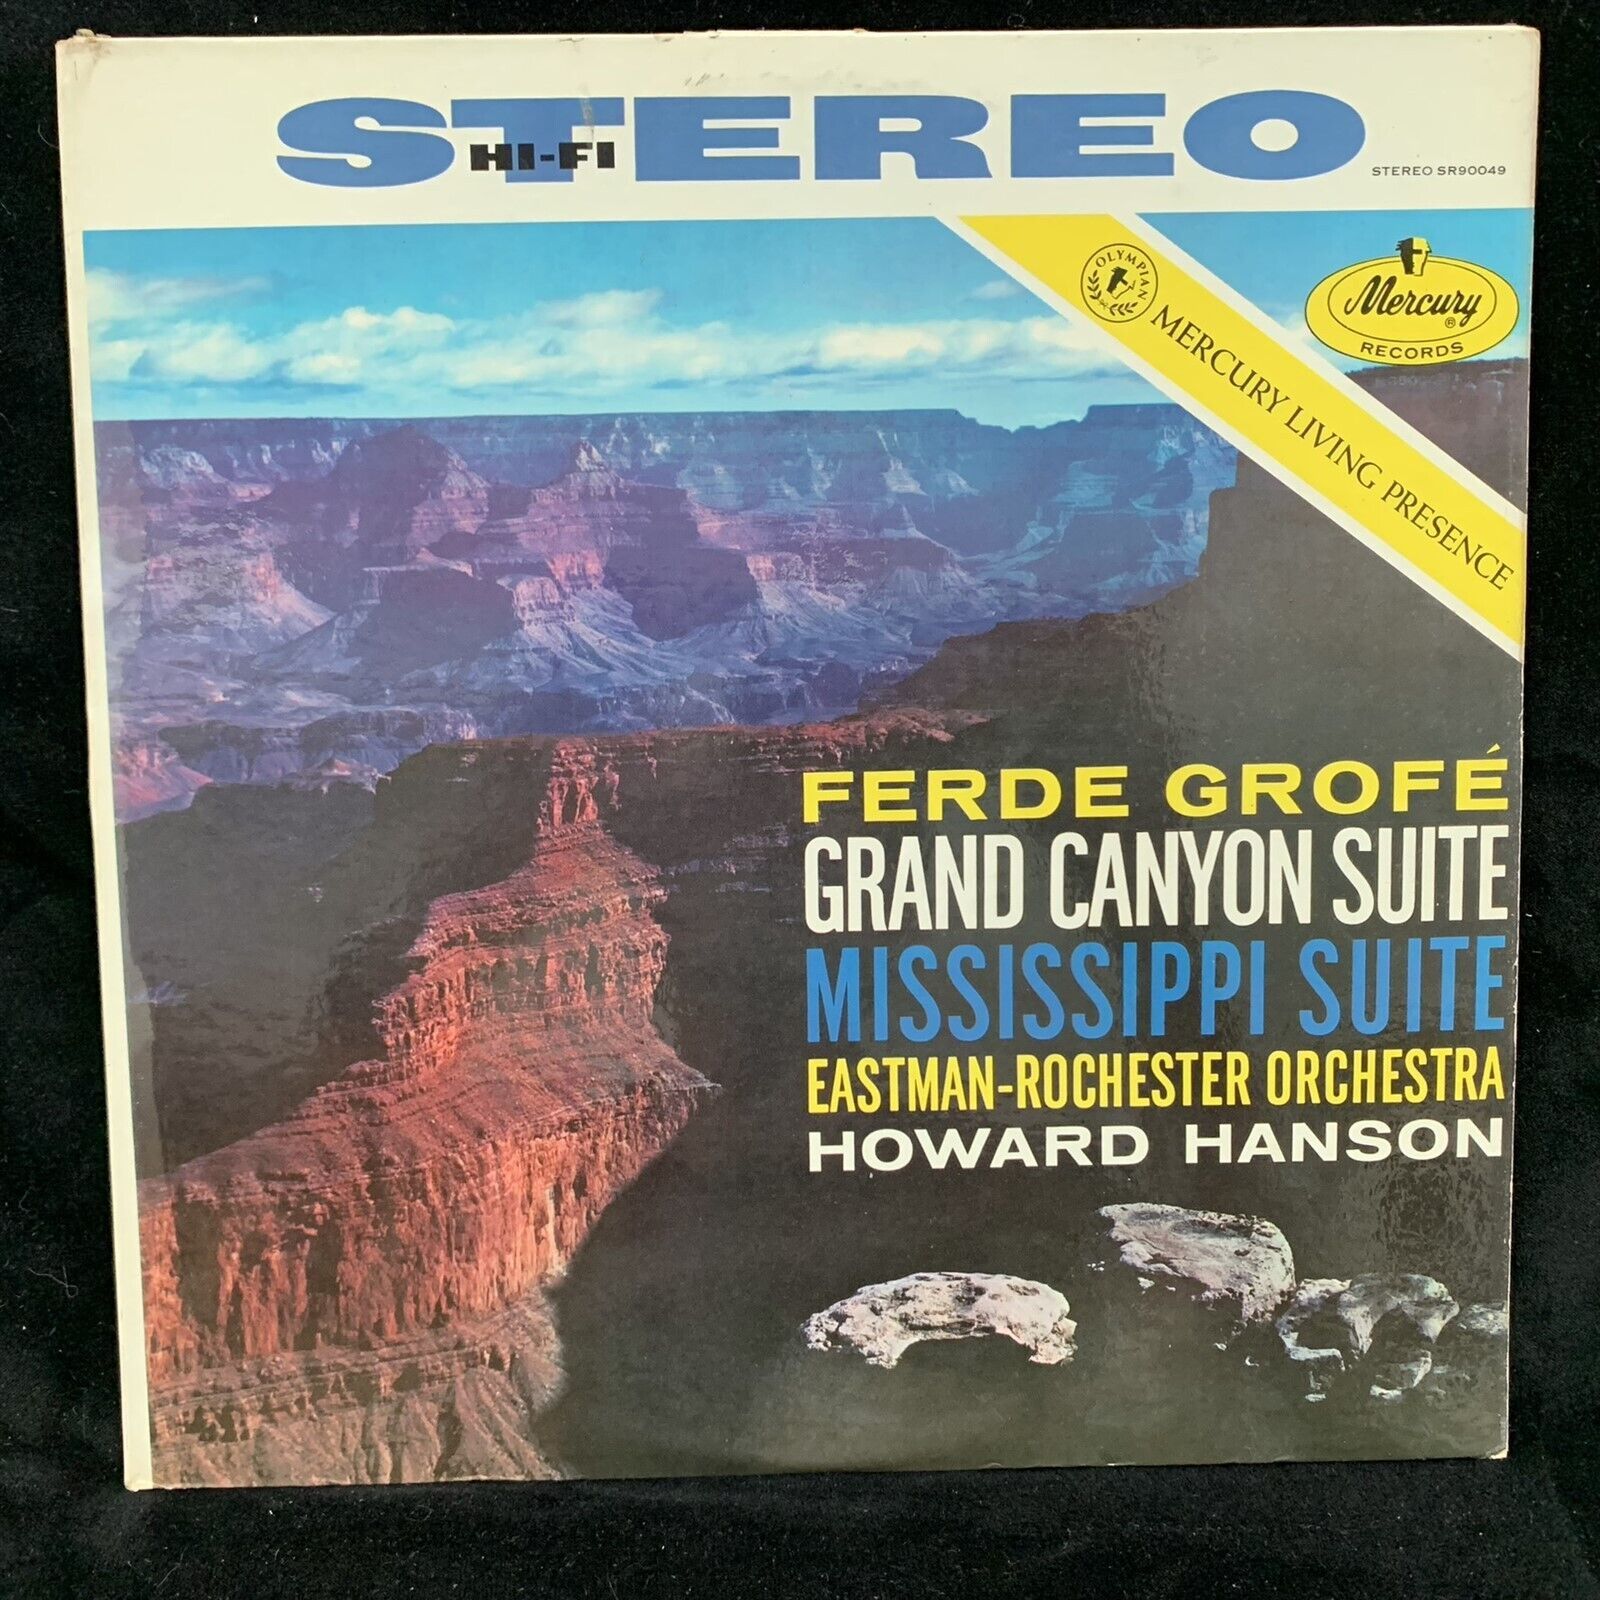 STEREO
HI-FI
STEREO SR90049
OLYMPIAN
MERCURY LIVING PRESENCE
Mercury®
RECORDS
FERDE GROFÉ
GRAND CANYON SUITE
MISSISSIPPI SUITE
EASTMAN-ROCHESTER ORCHESTRA
HOWARD HANSON